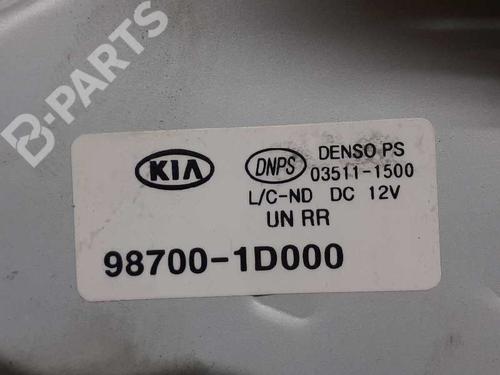 B-PARTS
KIA
DNPS
DENSO PS
03511-1500
L/C-ND DC 12V
UN RR
98700-1D000